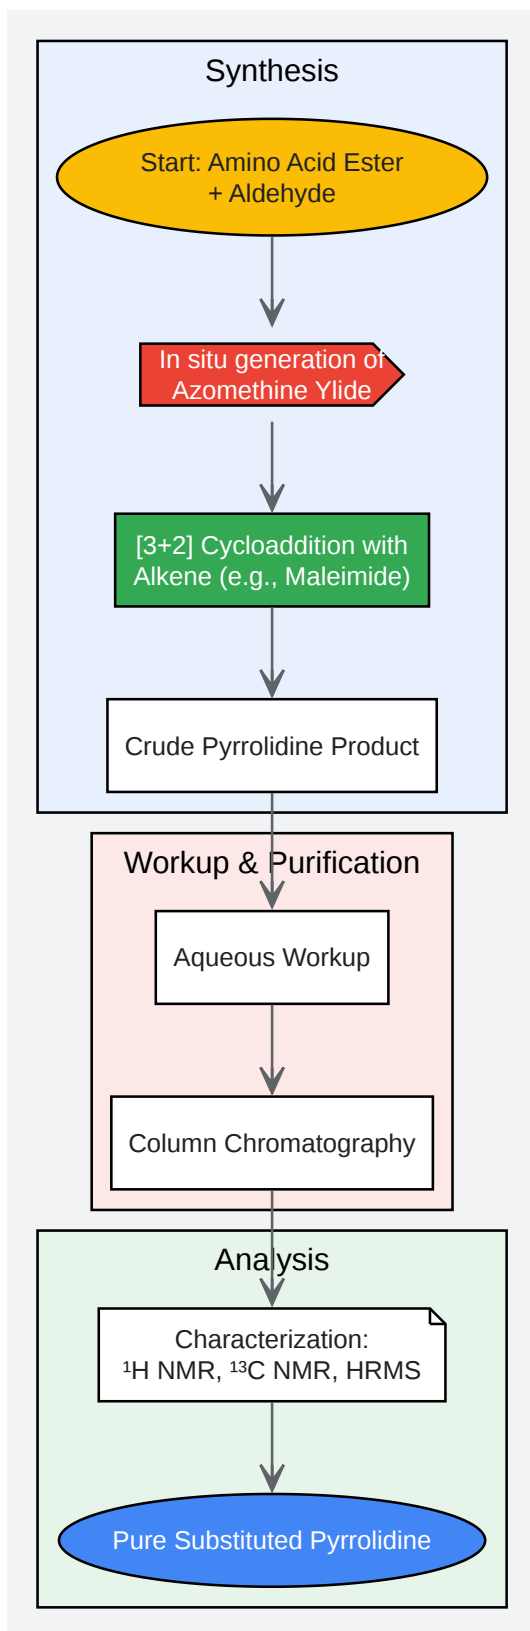 Synthesis
Start: Amino Acid Ester
+ Aldehyde
In situ generation of
Azomethine Ylide
[3+2] Cycloaddition with
Alkene (e.g., Maleimide)
Crude Pyrrolidine Product
Workup & Purification
Aqueous Workup
Column Chromatography
Analysis
Characterization:
¹H NMR, ¹³C NMR, HRMS
Pure Substituted Pyrrolidine